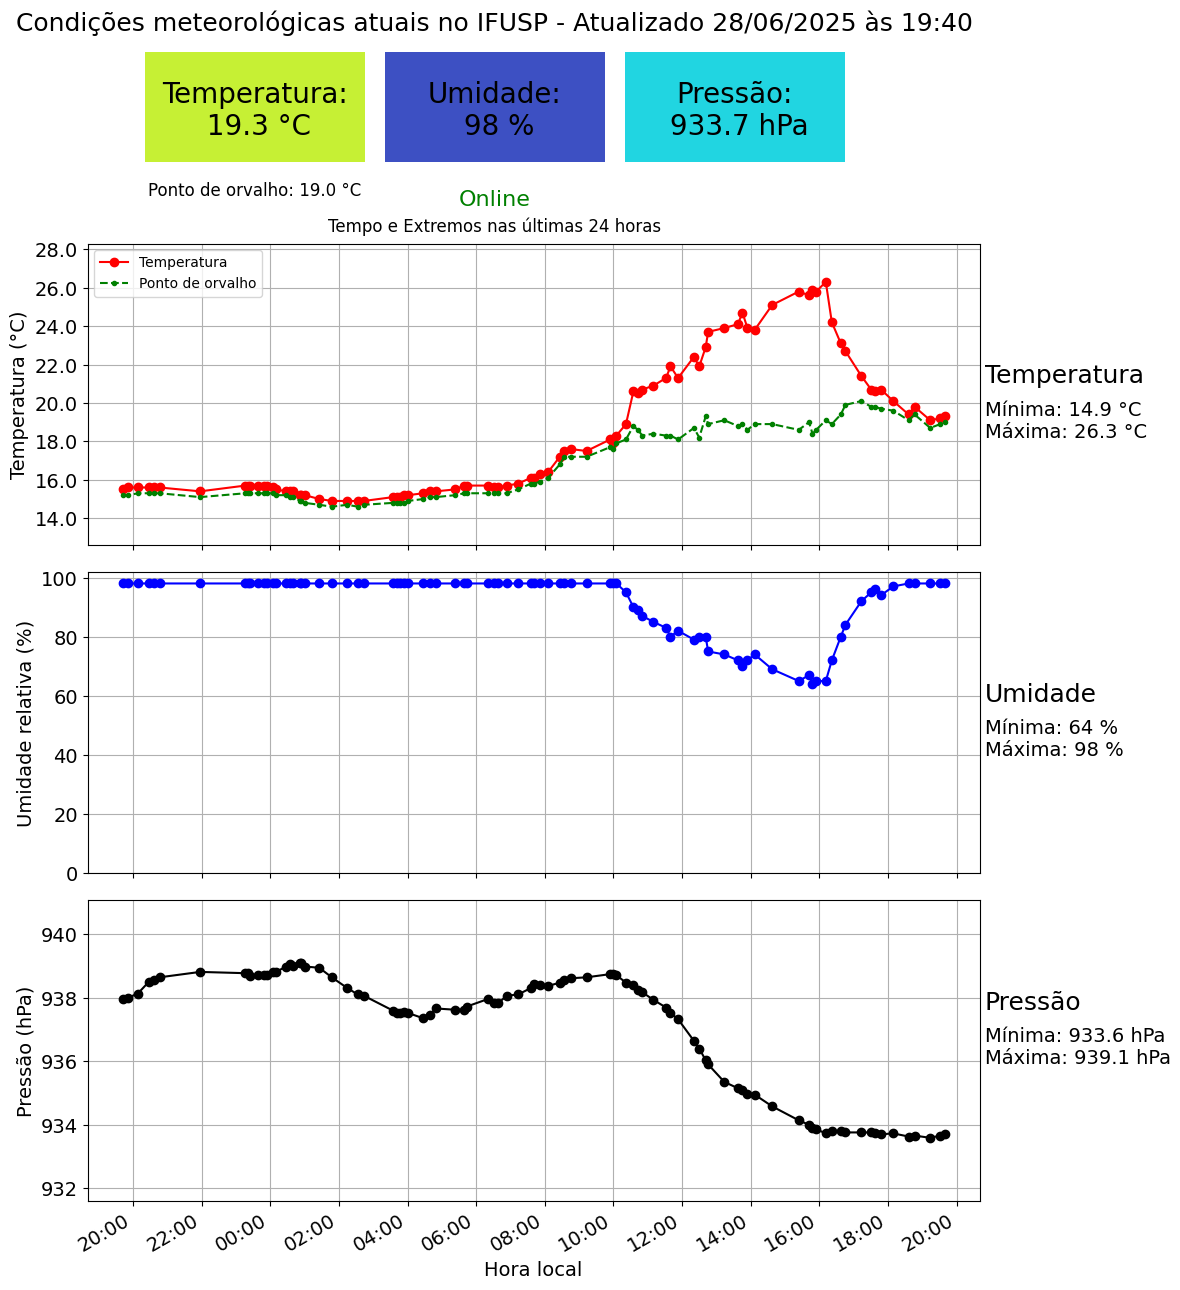 Condições meteorológicas atuais no IFUSP - Atualizado 28/06/2025 às 19:40
Temperatura:
19.3 °C
Umidade:
98 %
Pressão:
933.7 hPa
Ponto de orvalho: 19.0 °C
Online
Tempo e Extremos nas últimas 24 horas
Temperatura (°C)
28.0
26.0
24.0
22.0
20.0
18.0
16.0
14.0
Temperatura
Ponto de orvalho
Temperatura
Mínima: 14.9 °C
Máxima: 26.3 °C
Umidade relativa (%)
100
80
60
40
20
0
Umidade
Mínima: 64 %
Máxima: 98 %
Pressão (hPa)
940
938
936
934
932
Pressão
Mínima: 933.6 hPa
Máxima: 939.1 hPa
20:00
22:00
00:00
02:00
04:00
06:00
08:00
10:00
12:00
14:00
16:00
18:00
20:00
Hora local